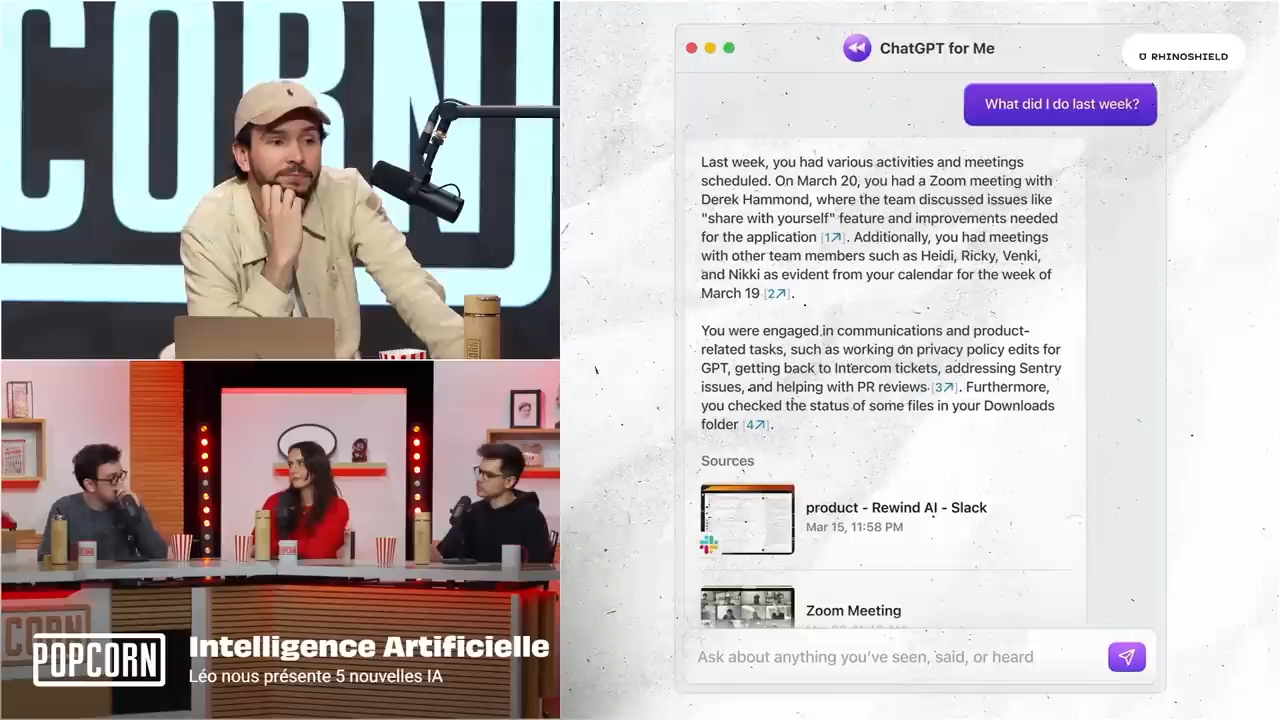 CORN
ChatGPT for Me
RHINOSHIELD
What did I do last week?
Last week, you had various activities and meetings
scheduled. On March 20, you had a Zoom meeting with
Derek Hammond, where the team discussed issues like
"share with yourself" feature and improvements needed
for the application [1↗]. Additionally, you had meetings
with other team members such as Heidi, Ricky, Venki,
and Nikki as evident from your calendar for the week of
March 19 [2↗].
You were engaged in communications and product-
related tasks, such as working on privacy policy edits for
GPT, getting back to Intercom tickets, addressing Sentry
issues, and helping with PR reviews [3↗]. Furthermore,
you checked the status of some files in your Downloads
folder [4↗].
Sources
product - Rewind AI - Slack
Mar 15, 11:58 PM
Zoom Meeting
Ask about anything you've seen, said, or heard
CORN
POPCORN
Intelligence Artificielle
Léo nous présente 5 nouvelles IA